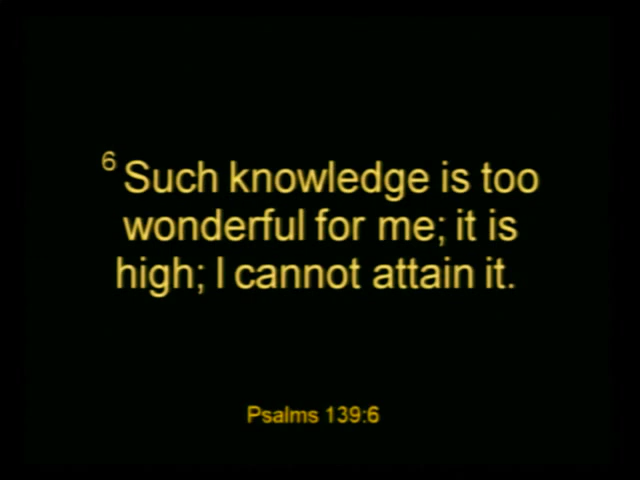 6 Such knowledge is too
wonderful for me; it is
high; I cannot attain it.
Psalms 139:6